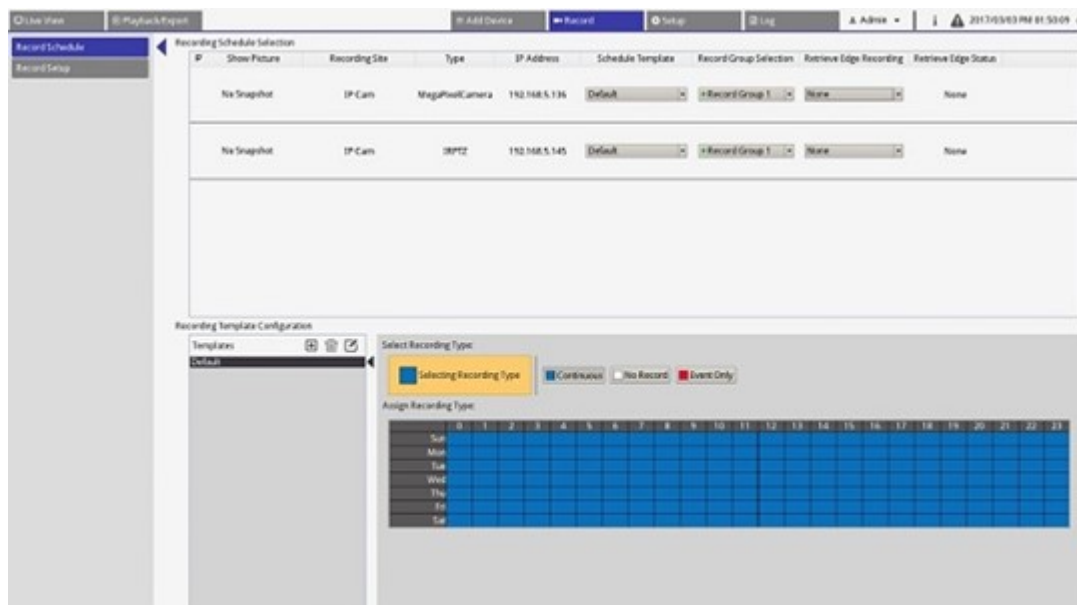 Live View Playback/Export Add Device Record Setup Log Admin 2017/03/03 PM 01:50:09
Record Schedule
Record Setup
Recording Schedule Selection
Show Picture Recording Site Type IP Address Schedule Template Record Group Selection Retrieve Edge Recording Retrieve Edge Status
No Snapshot IP Cam MegaPixelCamera 192.168.5.136 Default +Record Group 1 None None
No Snapshot IP Cam IRPTZ 192.168.5.145 Default +Record Group 1 None None
Recording Template Configuration
Templates
Default
Select Recording Type:
Selecting Recording Type Continuous No Record Event Only
Assign Recording Type:
0 1 2 3 4 5 6 7 8 9 10 11 12 13 14 15 16 17 18 19 20 21 22 23
Sun
Mon
Tue
Wed
Thu
Fri
Sat